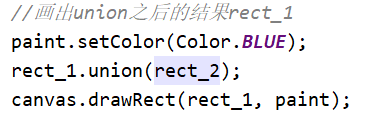 //画出union之后的结果rect_1
paint.setColor(Color.BLUE);
rect_1.union(rect_2);
canvas.drawRect(rect_1, paint);